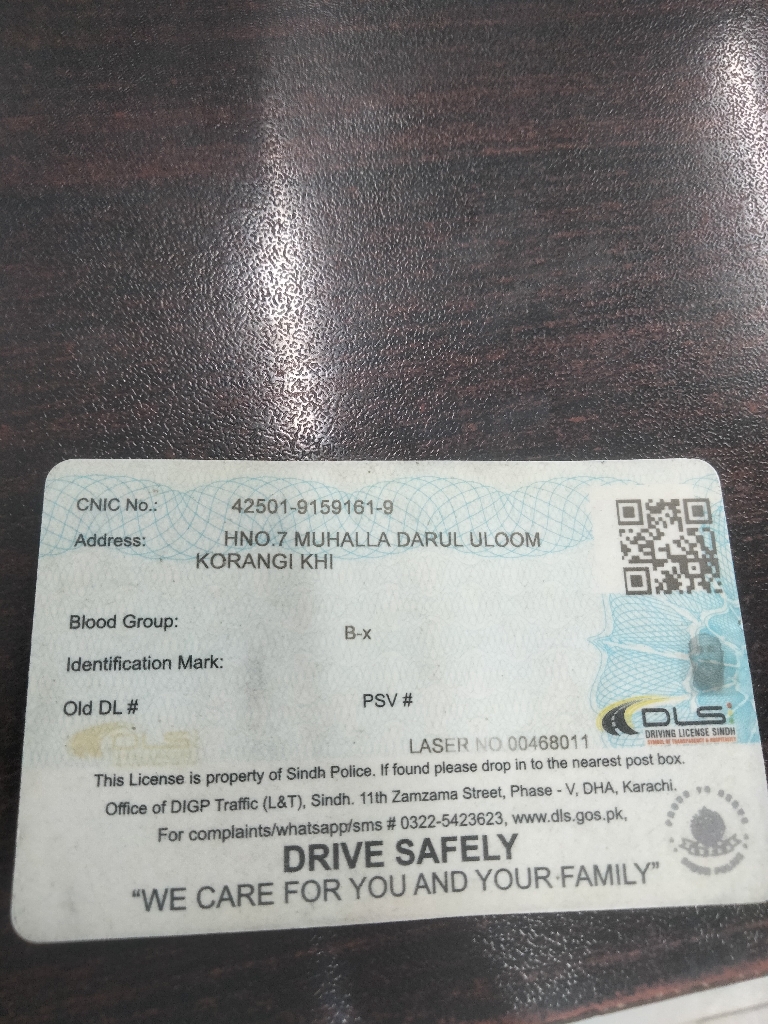 CNIC No.: 42501-9159161-9
Address: HNO.7 MUHALLA DARUL ULOOM
KORANGI KHI
Blood Group: B-x
Identification Mark:
Old DL # PSV #
DLS
DRIVING LICENSE SINDH
LASER NO 00468011
This License is property of Sindh Police. If found please drop in to the nearest post box.
Office of DIGP Traffic (L&T), Sindh. 11th Zamzama Street, Phase - V, DHA, Karachi.
For complaints/whatsapp/sms # 0322-5423623, www.dls.gos.pk,
DRIVE SAFELY
“WE CARE FOR YOU AND YOUR FAMILY”
PROUD TO SERVE